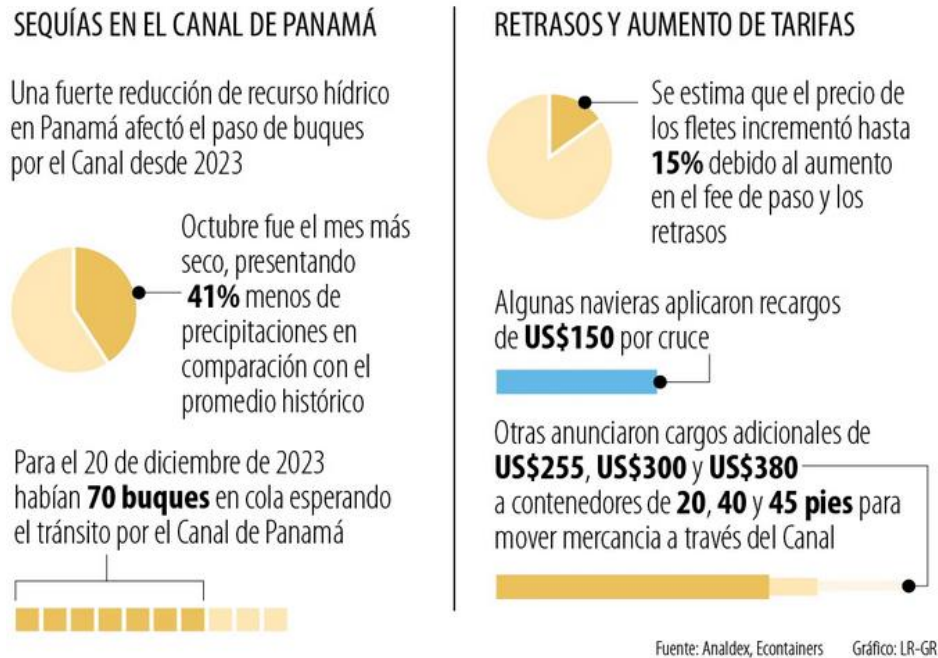 SEQUÍAS EN EL CANAL DE PANAMÁ
Una fuerte reducción de recurso hídrico
en Panamá afectó el paso de buques
por el Canal desde 2023
Octubre fue el mes más
seco, presentando
41% menos de
precipitaciones en
comparación con el
promedio histórico
Para el 20 de diciembre de 2023
habían 70 buques en cola esperando
el tránsito por el Canal de Panamá
RETRASOS Y AUMENTO DE TARIFAS
Se estima que el precio de
los fletes incrementó hasta
15% debido al aumento
en el fee de paso y los
retrasos
Algunas navieras aplicaron recargos
de US$150 por cruce
Otras anunciaron cargos adicionales de
US$255, US$300 y US$380
a contenedores de 20, 40 y 45 pies para
mover mercancia a través del Canal
Fuente: Analdex, Econtainers Gráfico: LR-GR